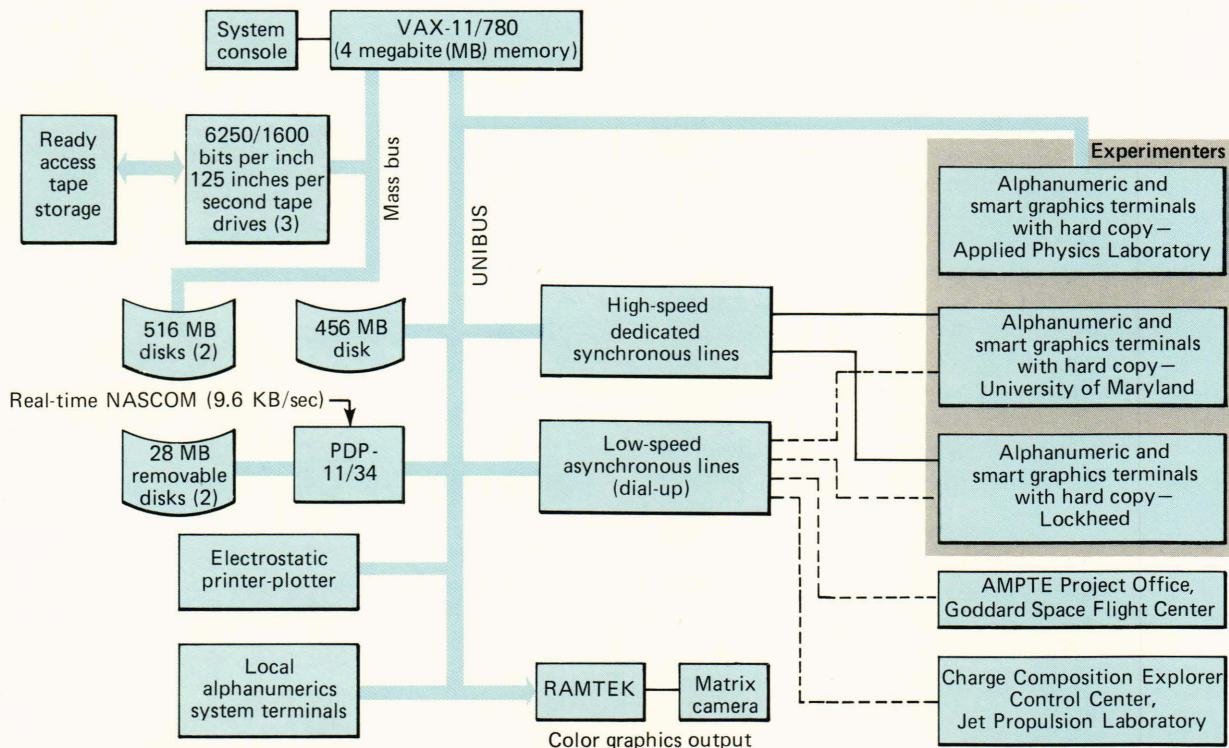 System
console
VAX-11/780
(4 megabite (MB) memory)
Ready
access
tape
storage
6250/1600
bits per inch
125 inches per
second tape
drives (3)
Mass bus
UNIBUS
Experimenters
Alphanumeric and
smart graphics terminals
with hard copy—
Applied Physics Laboratory
516 MB
disks (2)
456 MB
disk
High-speed
dedicated
synchronous lines
Alphanumeric and
smart graphics terminals
with hard copy—
University of Maryland
Real-time NASCOM (9.6 KB/sec)
28 MB
removable
disks (2)
PDP-
11/34
Low-speed
asynchronous lines
(dial-up)
Alphanumeric and
smart graphics terminals
with hard copy—
Lockheed
Electrostatic
printer-plotter
AMPTE Project Office,
Goddard Space Flight Center
Local
alphanumerics
system terminals
RAMTEK
Matrix
camera
Color graphics output
Charge Composition Explorer
Control Center,
Jet Propulsion Laboratory